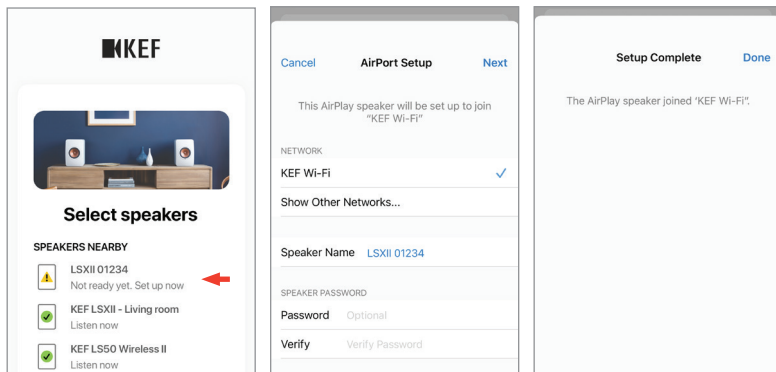 KEF
Select speakers
SPEAKERS NEARBY
LSXII 01234
Not ready yet. Set up now
KEF LSXII - Living room
Listen now
KEF LS50 Wireless II
Listen now
Cancel AirPort Setup Next
This AirPlay speaker will be set up to join
“KEF Wi-Fi”
NETWORK
KEF Wi-Fi
Show Other Networks...
Speaker Name LSXII 01234
SPEAKER PASSWORD
Password Optional
Verify Verify Password
Setup Complete Done
The AirPlay speaker joined ‘KEF Wi-Fi”.